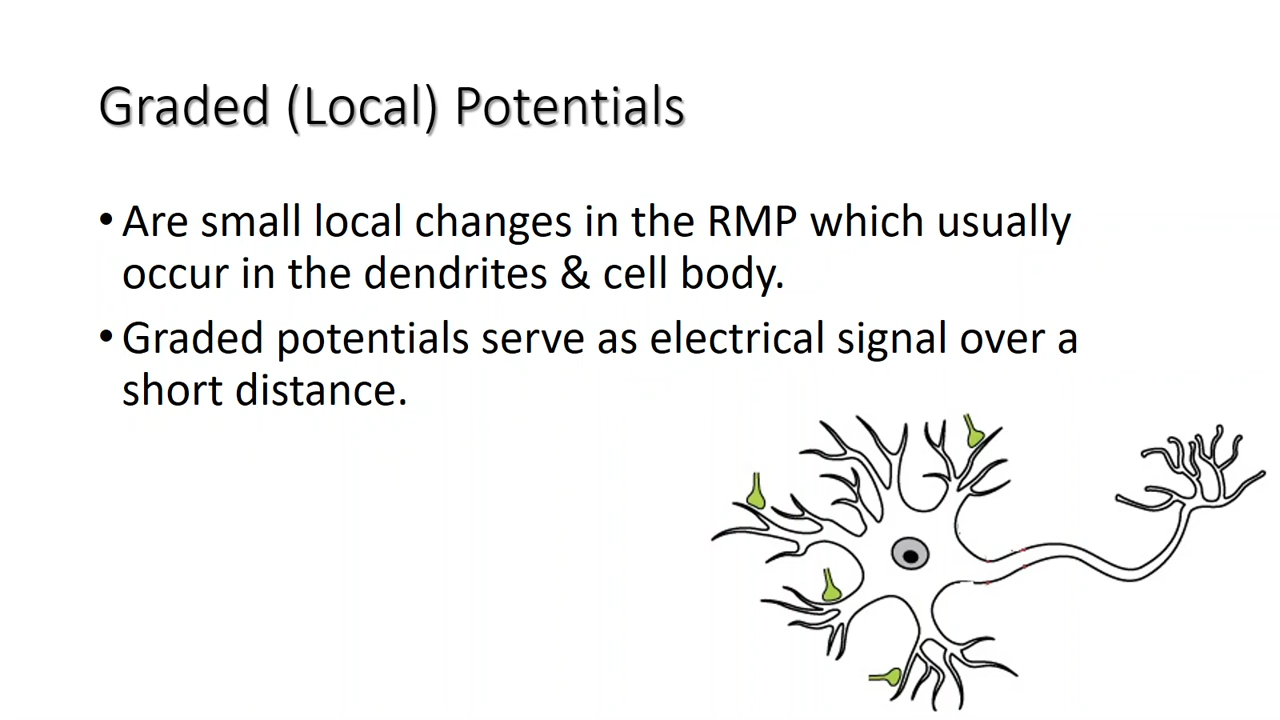 Graded (Local) Potentials
•Are small local changes in the RMP which usually
occur in the dendrites & cell body.
•Graded potentials serve as electrical signal over a
short distance.